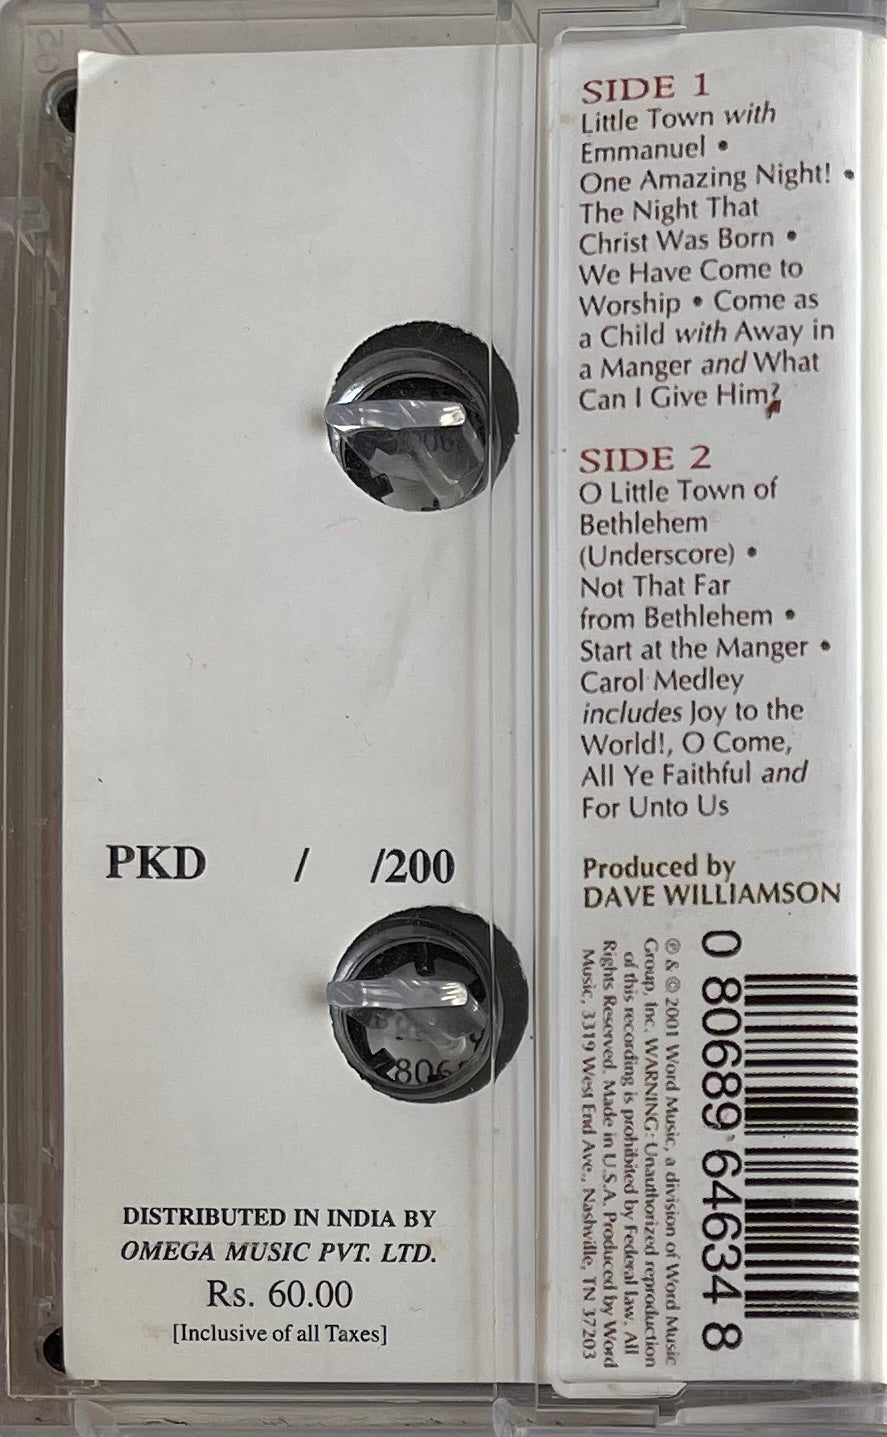 PKD / /200
DISTRIBUTED IN INDIA BY
OMEGA MUSIC PVT. LTD.
Rs. 60.00
[Inclusive of all Taxes]
SIDE 1
Little Town with
Emmanuel •
One Amazing Night! •
The Night That
Christ Was Born •
We Have Come to
Worship • Come as
a Child with Away in
a Manger and What
Can I Give Him?
SIDE 2
O Little Town of
Bethlehem
(Underscore) •
Not That Far
from Bethlehem •
Start at the Manger •
Carol Medley
includes Joy to the
World!, O Come,
All Ye Faithful and
For Unto Us
Produced by
DAVE WILLIAMSON
0 80689 64634 8
℗ & © 2001 Word Music, a division of Word Music
Group, Inc. WARNING: Unauthorized reproduction
of this recording is prohibited by Federal law. All
Rights Reserved. Made in U.S.A. Produced by Word
Music, 3319 West End Ave., Nashville, TN 37203